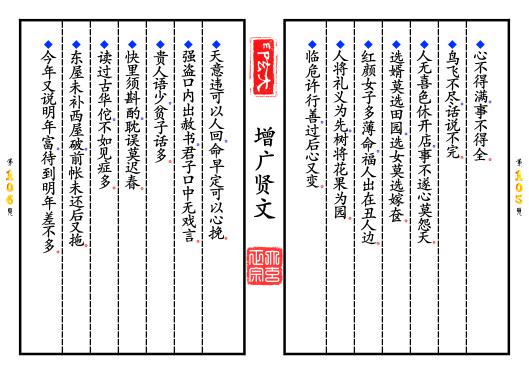 心不得满事不得全
鸟飞不尽话说不完
人无喜色休开店事不遂心莫怨天
选婿莫选田园选女莫选嫁奁
红颜女子多薄命福人出在丑人边
人将礼义为先树将花果为园
临危许行善过后心又变
增广贤文
天意违可以人回命早定可以心挽
强盗口内出赦书君子口中无戏言
贵人语少贫子话多
快里须斟酌耽误莫迟春
读过古华佗不如见症多
东屋未补西屋破前帐未还后又拖
今年又说明年富待到明年差不多
第105页
第106页